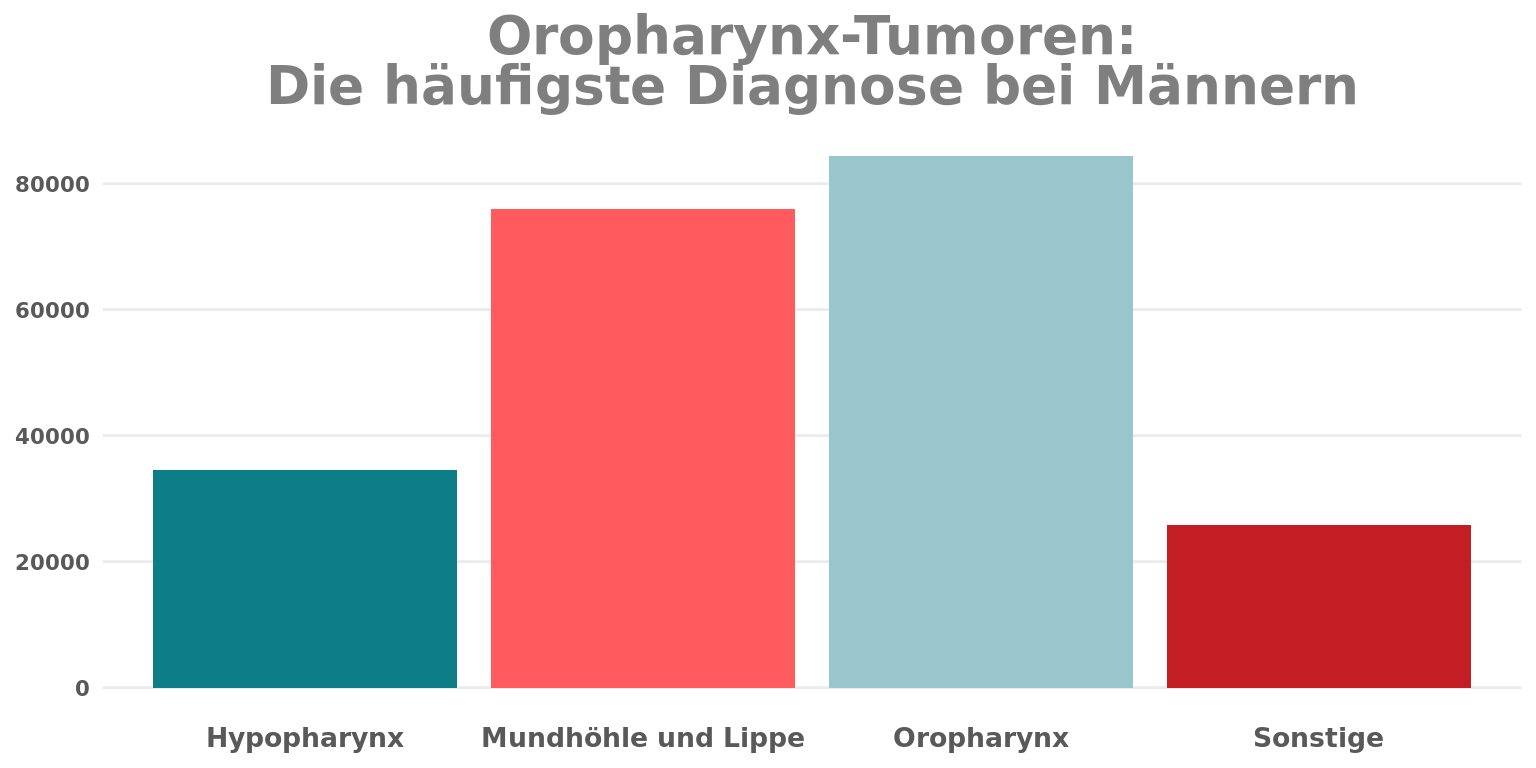 Oropharynx-Tumoren:
Die häufigste Diagnose bei Männern
80000
60000
40000
20000
0
Hypopharynx
Mundhöhle und Lippe
Oropharynx
Sonstige